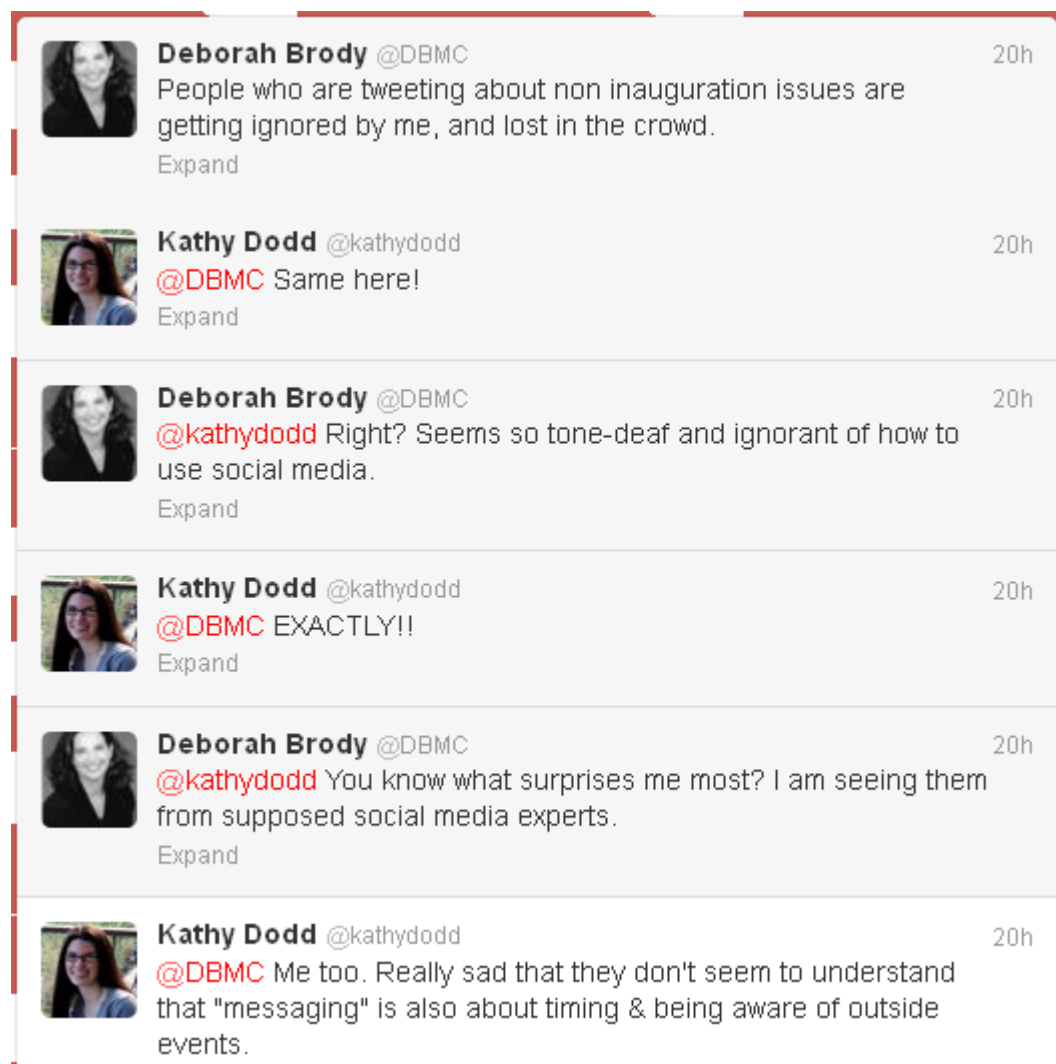 Deborah Brody @DBMC 20h
People who are tweeting about non inauguration issues are
getting ignored by me, and lost in the crowd.
Expand
Kathy Dodd @kathydodd 20h
@DBMC Same here!
Expand
Deborah Brody @DBMC 20h
@kathydodd Right? Seems so tone-deaf and ignorant of how to
use social media.
Expand
Kathy Dodd @kathydodd 20h
@DBMC EXACTLY!!
Expand
Deborah Brody @DBMC 20h
@kathydodd You know what surprises me most? I am seeing them
from supposed social media experts.
Expand
Kathy Dodd @kathydodd 20h
@DBMC Me too. Really sad that they don't seem to understand
that "messaging" is also about timing & being aware of outside
events.